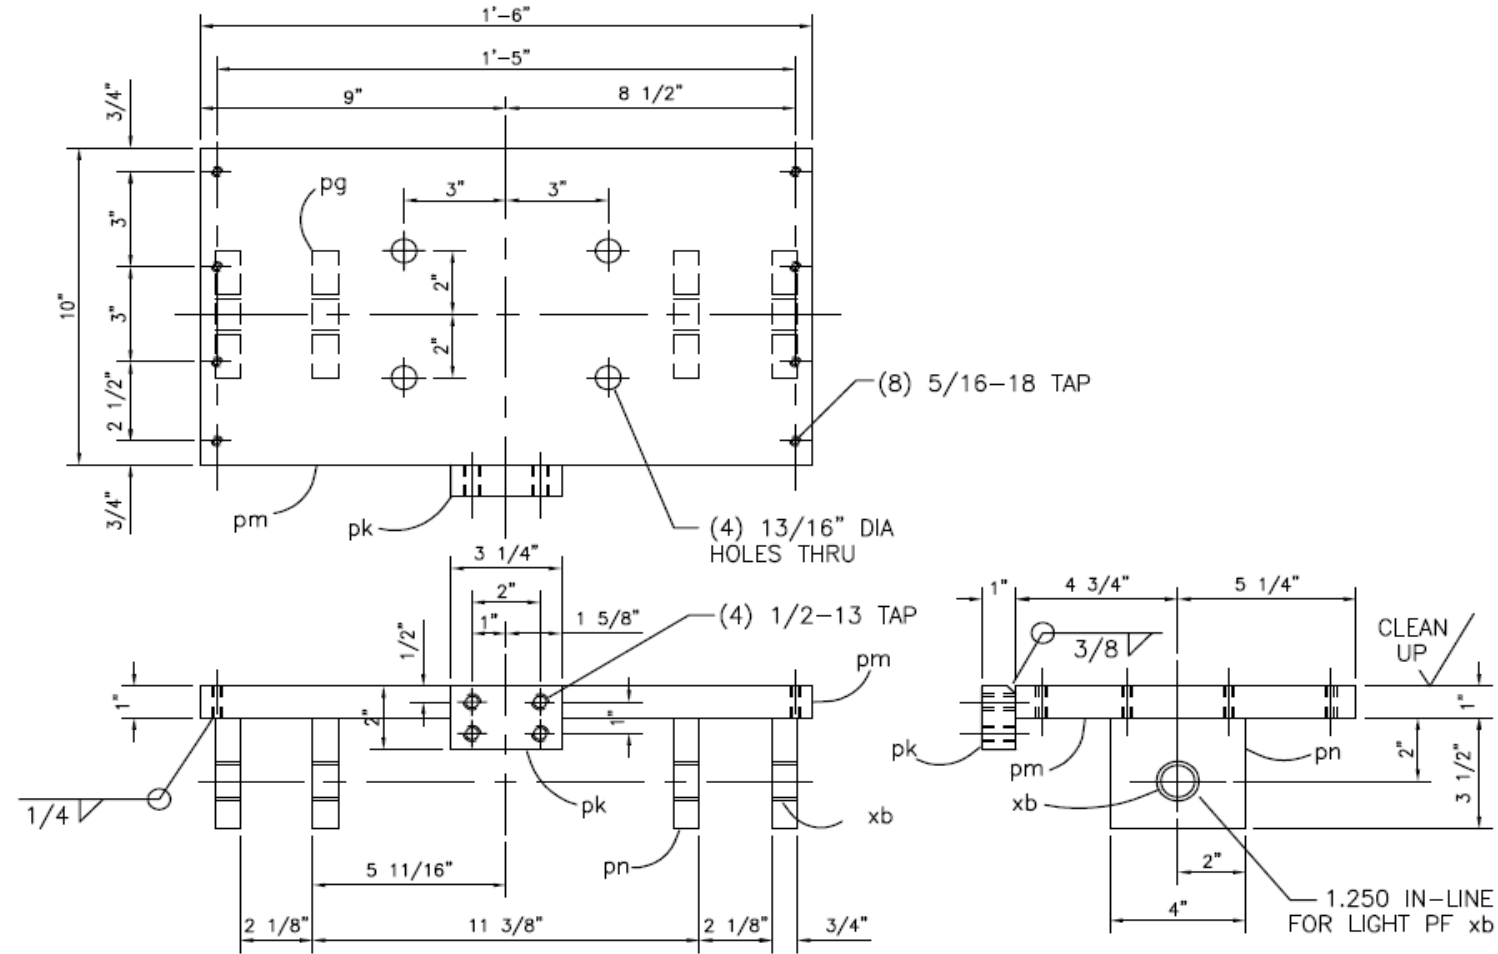 1'-6"
1'-5"
9"
8 1/2"
3/4"
10"
3"
3"
2 1/2"
3/4"
pg
3"
3"
2"
2"
(8) 5/16-18 TAP
pm
pk
(4) 13/16" DIA
HOLES THRU
3 1/4"
2"
1"
1 5/8"
(4) 1/2-13 TAP
1/2"
1"
2"
1"
pm
1/4
pk
xb
pn
5 11/16"
2 1/8"
11 3/8"
2 1/8"
3/4"
1"
4 3/4"
5 1/4"
3/8
CLEAN
UP
1"
pk
pm
pn
xb
2"
3 1/2"
2"
4"
1.250 IN-LINE
FOR LIGHT PF xb